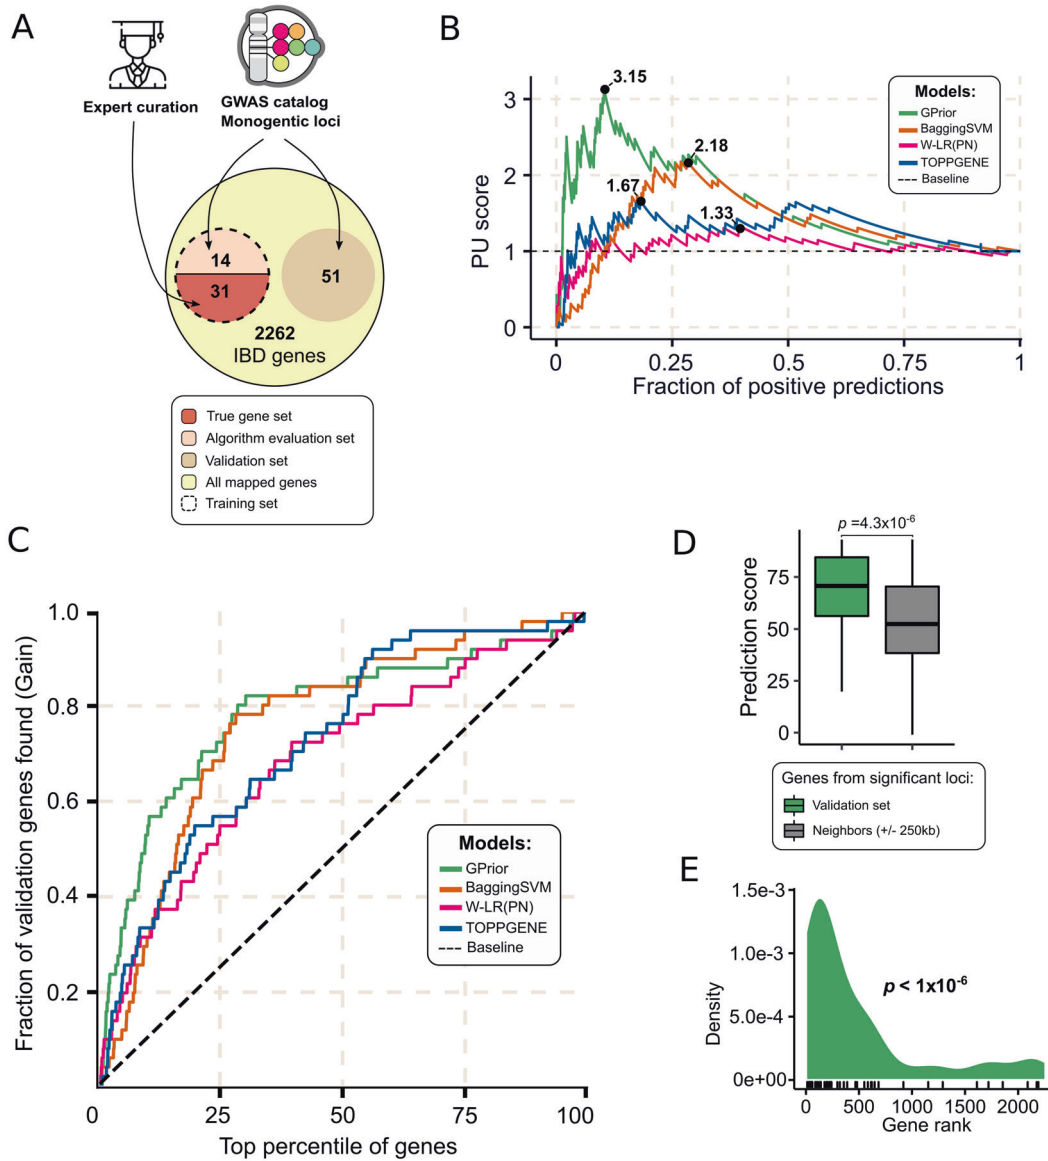 A
Expert curation
GWAS catalog
Monogentic loci
14
31
51
2262
IBD genes
True gene set
Algorithm evaluation set
Validation set
All mapped genes
Training set
B
PU score
3
2
1
0
3.15
2.18
1.67
1.33
Models:
GPrior
BaggingSVM
W-LR(PN)
TOPPGENE
Baseline
0
0.25
0.5
0.75
1
Fraction of positive predictions
C
Fraction of validation genes found (Gain)
1.0
0.8
0.6
0.4
0.2
Models:
GPrior
BaggingSVM
W-LR(PN)
TOPPGENE
Baseline
0
25
50
75
100
Top percentile of genes
D
p =4.3x10-6
Prediction score
75
50
25
0
Genes from significant loci:
Validation set
Neighbors (+/- 250kb)
E
Density
1.5e-3
1.0e-3
5.0e-4
0e+00
p < 1x10-6
0
500
1000
1500
2000
Gene rank